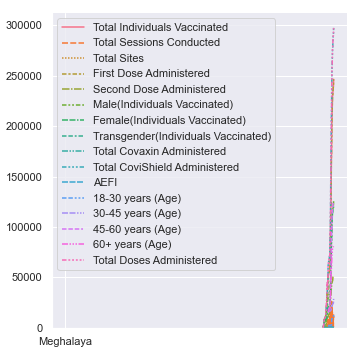 300000
250000
200000
150000
100000
50000
0
Meghalaya
Total Individuals Vaccinated
Total Sessions Conducted
Total Sites
First Dose Administered
Second Dose Administered
Male(Individuals Vaccinated)
Female(Individuals Vaccinated)
Transgender(Individuals Vaccinated)
Total Covaxin Administered
Total CoviShield Administered
AEFI
18-30 years (Age)
30-45 years (Age)
45-60 years (Age)
60+ years (Age)
Total Doses Administered